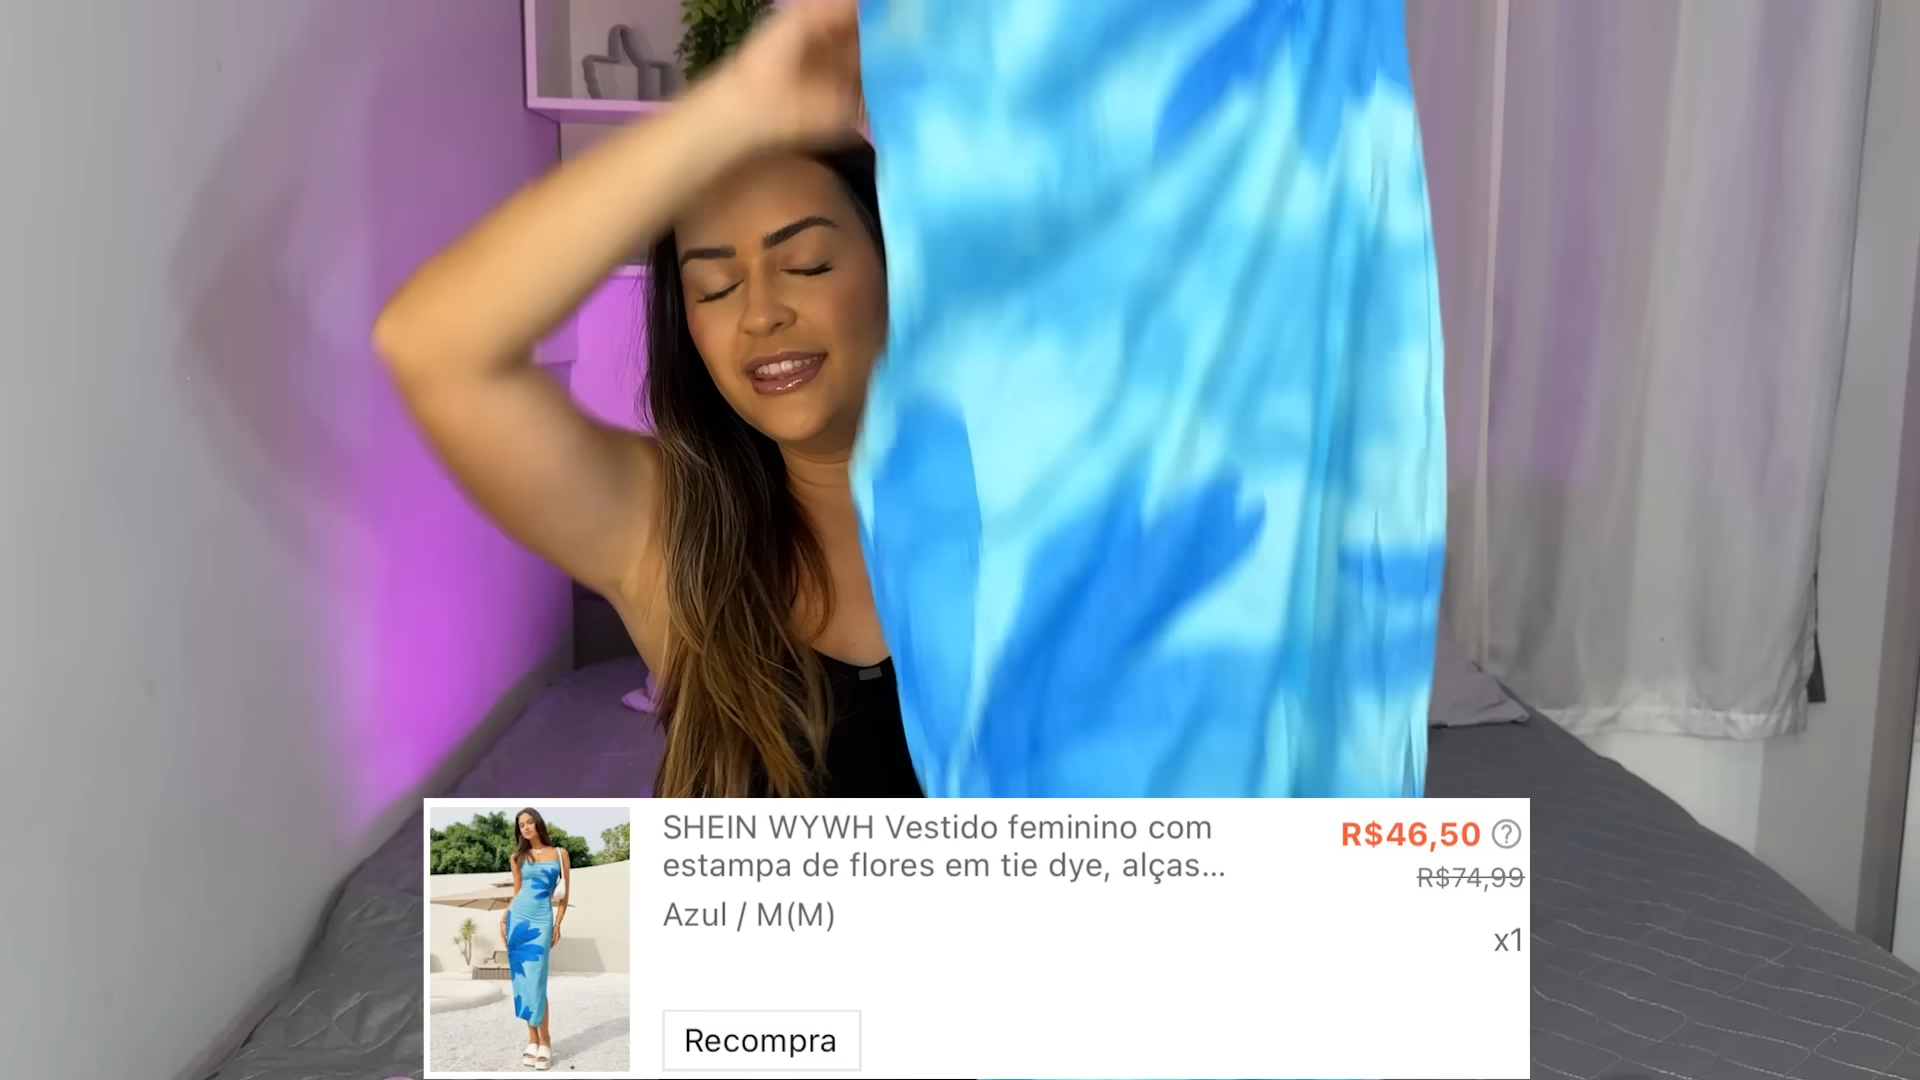 SHEIN WYWH Vestido feminino com
estampa de flores em tie dye, alças...
Azul / M(M)
R$46,50 ?
R$74,99
x1
Recompra